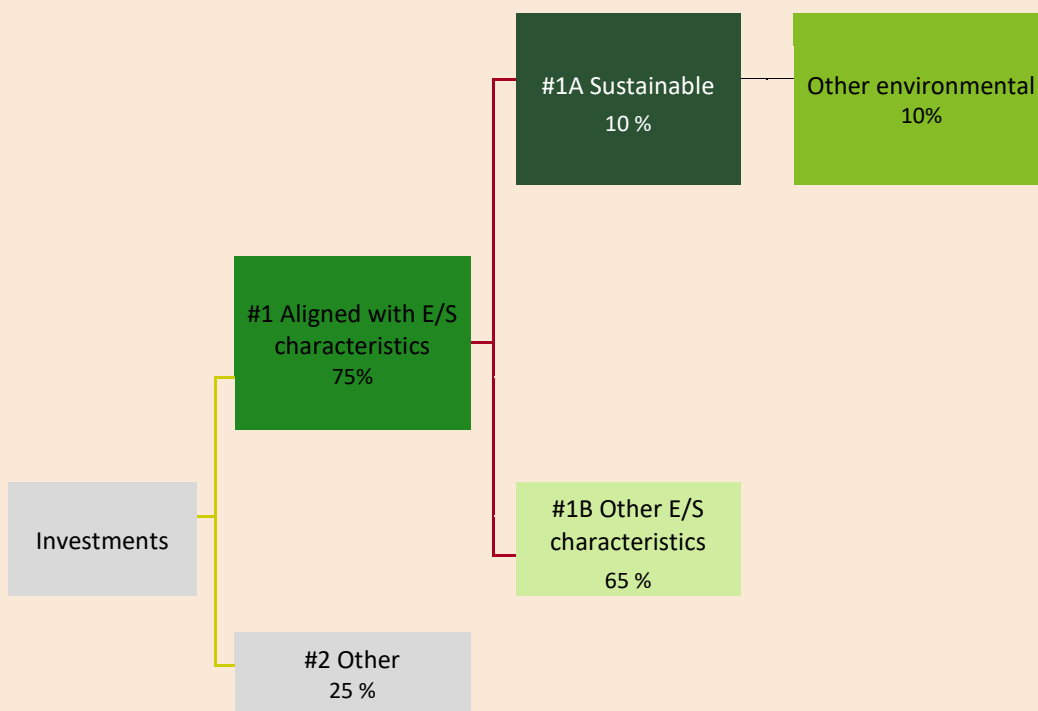 #1A Sustainable
10 %
Other environmental
10%
#1 Aligned with E/S
characteristics
75%
#1B Other E/S
characteristics
65 %
Investments
#2 Other
25 %